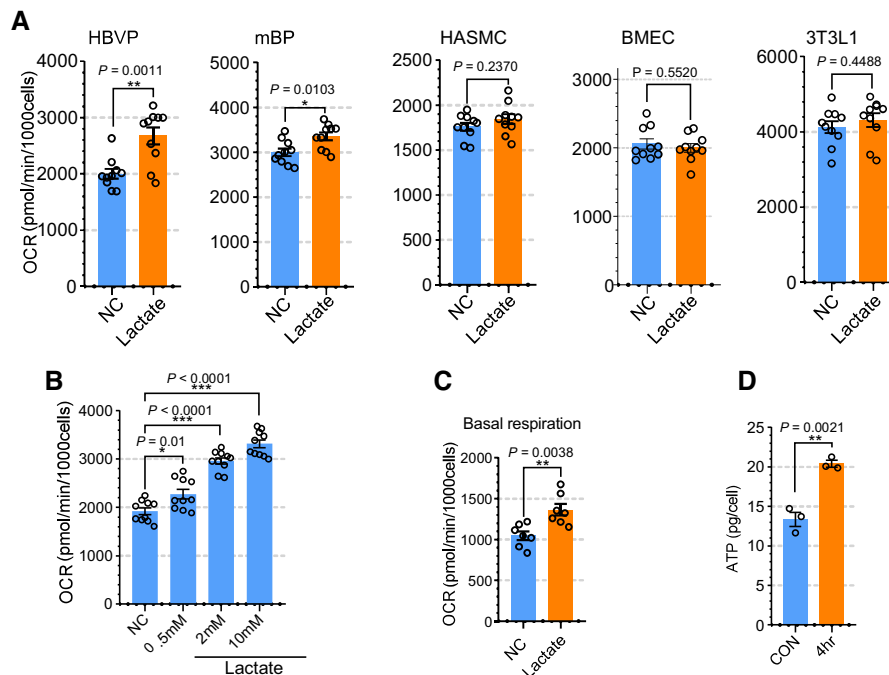 A
HBVP
mBP
HASMC
BMEC
3T3L1
OCR (pmol/min/1000cells)
P = 0.0011
**
4000
3000
2000
1000
0
NC
Lactate
P = 0.0103
*
5000
4000
3000
2000
1000
0
NC
Lactate
P = 0.2370
2500
2000
1500
1000
500
0
NC
Lactate
P = 0.5520
3000
2000
1000
0
NC
Lactate
P = 0.4488
6000
4000
2000
0
NC
Lactate
B
P < 0.0001
***
P < 0.0001
***
P = 0.01
*
OCR (pmol/min/1000cells)
4000
3000
2000
1000
0
NC
0 .5mM
2mM
10mM
Lactate
C
Basal respiration
P = 0.0038
**
OCR (pmol/min/1000cells)
2000
1500
1000
500
0
NC
Lactate
D
P = 0.0021
**
ATP (pg/cell)
25
20
15
10
5
0
CON
4hr